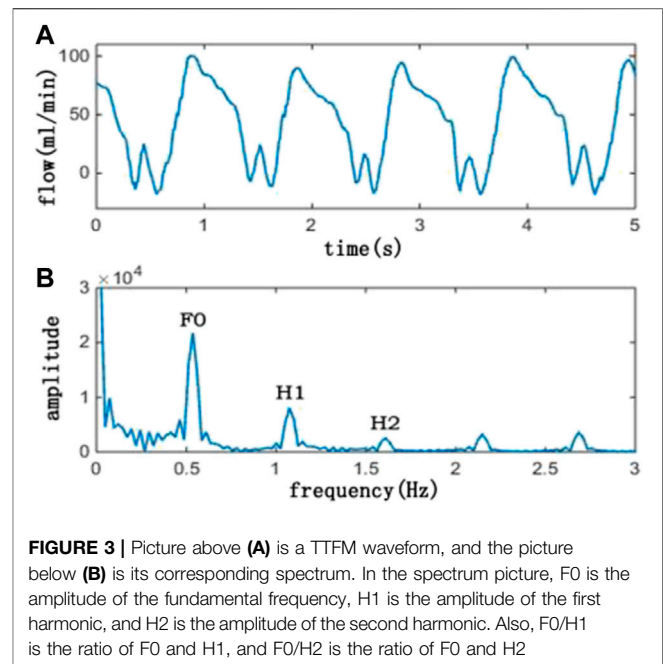 A
100
50
0
flow(ml/min)
0 1 2 3 4 5
time(s)
B
×10⁴
3
2
1
0
amplitude
F0
H1
H2
0 0.5 1 1.5 2 2.5 3
frequency(Hz)
FIGURE 3 | Picture above (A) is a TTFM waveform, and the picture
below (B) is its corresponding spectrum. In the spectrum picture, F0 is the
amplitude of the fundamental frequency, H1 is the amplitude of the first
harmonic, and H2 is the amplitude of the second harmonic. Also, F0/H1
is the ratio of F0 and H1, and F0/H2 is the ratio of F0 and H2